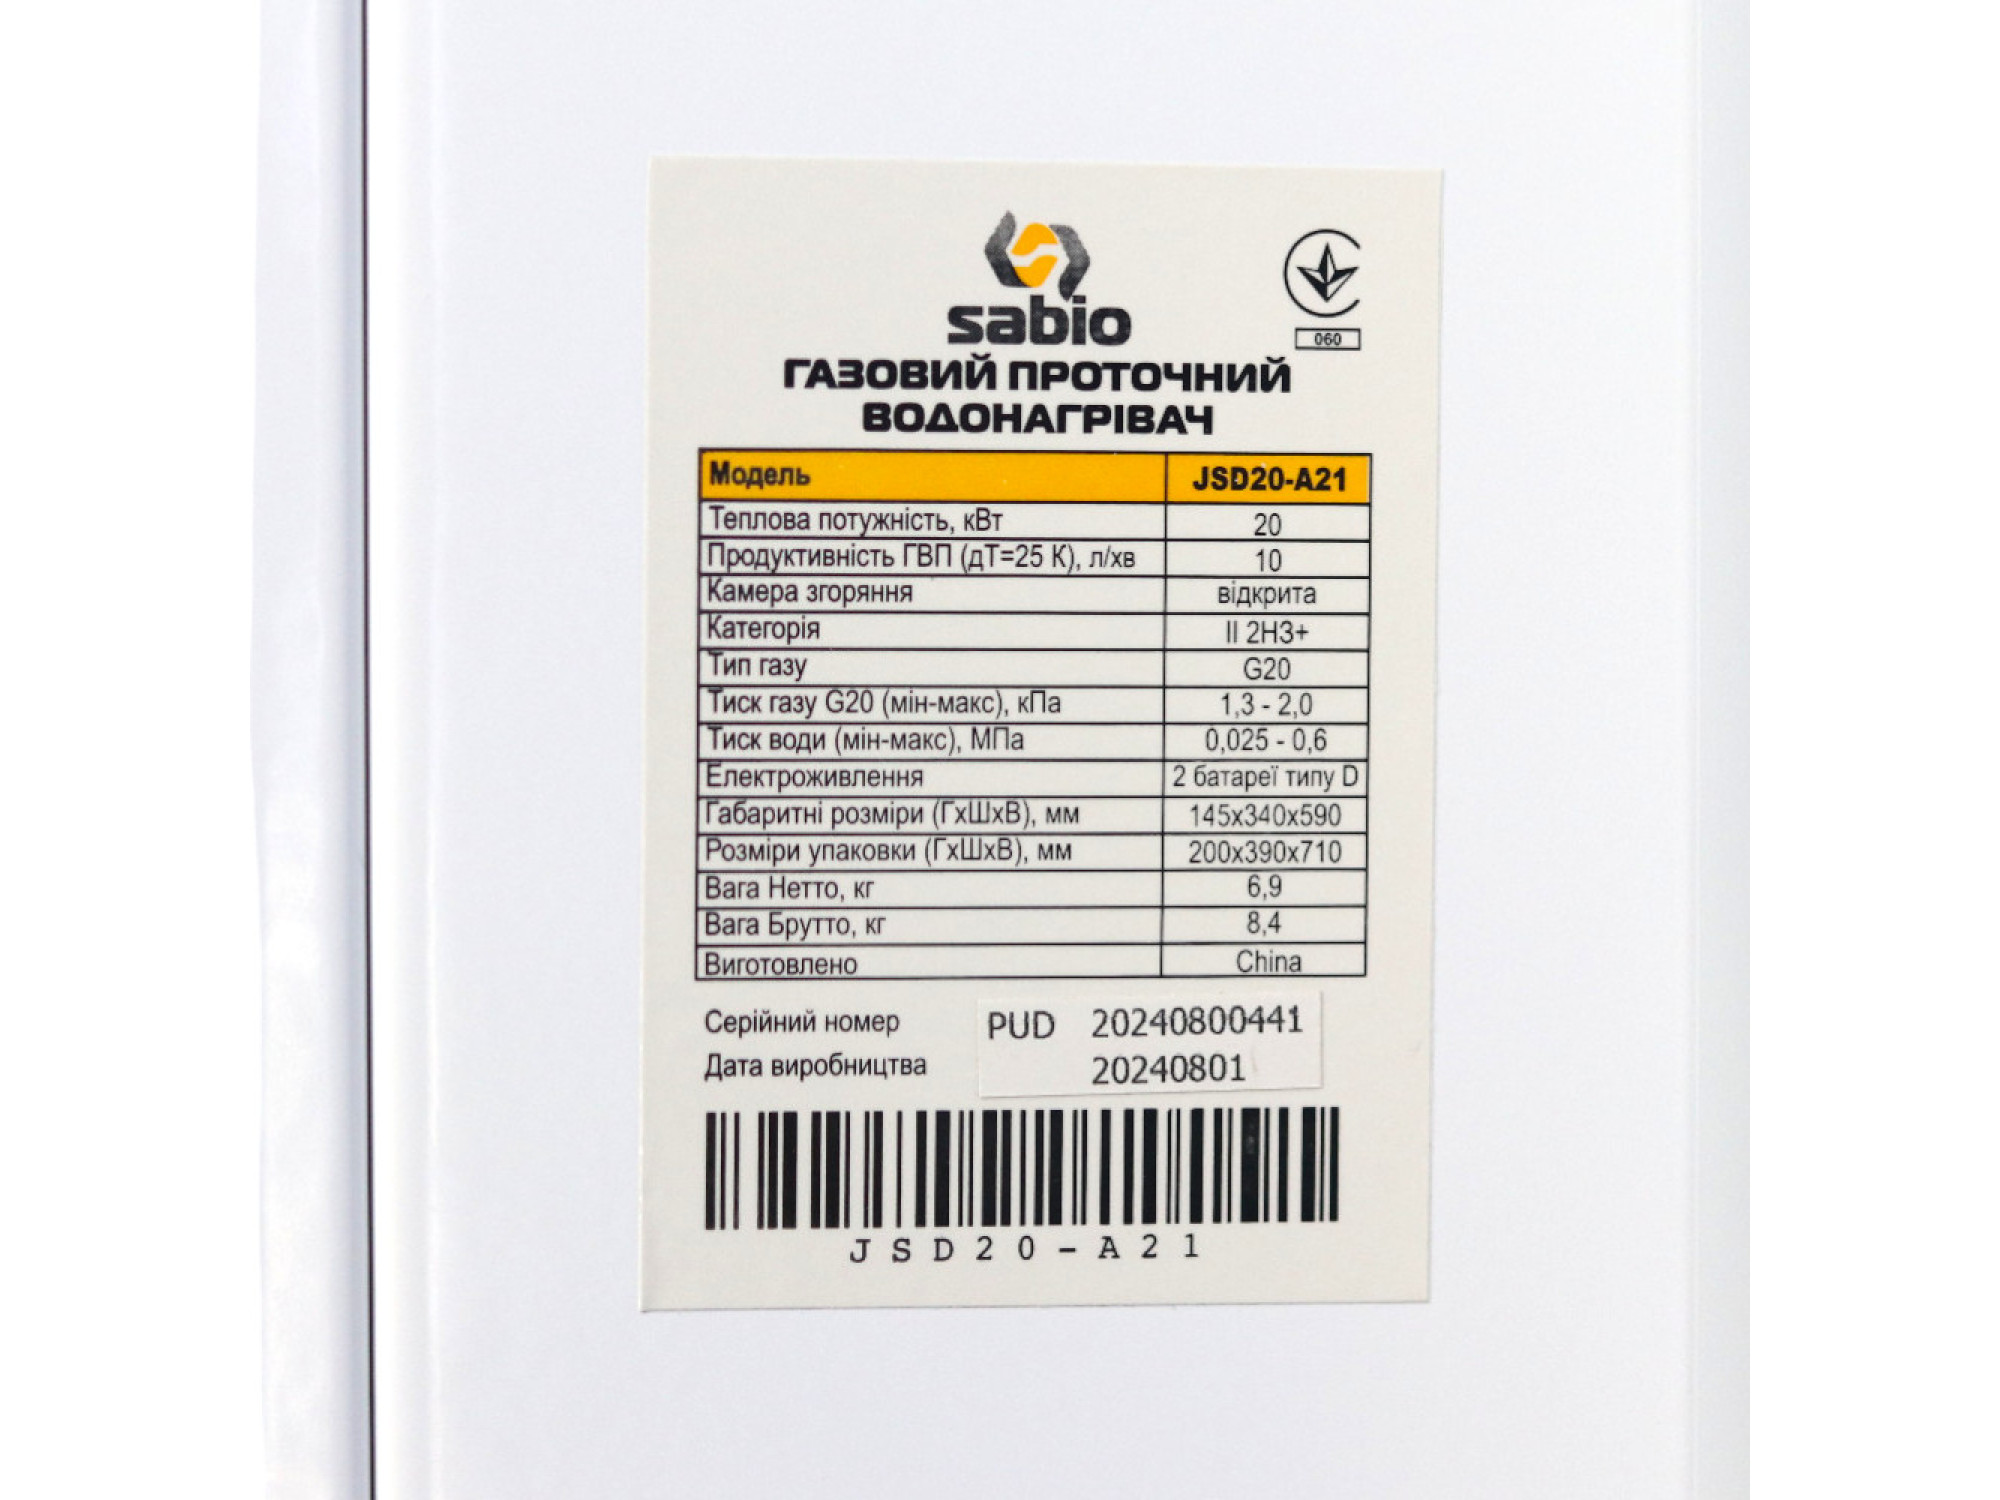 sabio
060
ГАЗОВИЙ ПРОТОЧНИЙ
ВОДОНАГРІВАЧ
Модель JSD20-A21
Теплова потужність, кВт 20
Продуктивність ГВП (дТ=25 К), л/хв 10
Камера згоряння відкрита
Категорія II 2H3+
Тип газу G20
Тиск газу G20 (мін-макс), кПа 1,3 - 2,0
Тиск води (мін-макс), МПа 0,025 - 0,6
Електроживлення 2 батареї типу D
Габаритні розміри (ГхШхВ), мм 145х340х590
Розміри упаковки (ГхШхВ), мм 200х390х710
Вага Нетто, кг 6,9
Вага Брутто, кг 8,4
Виготовлено China
Серійний номер PUD 20240800441
Дата виробництва 20240801
JSD20-A21